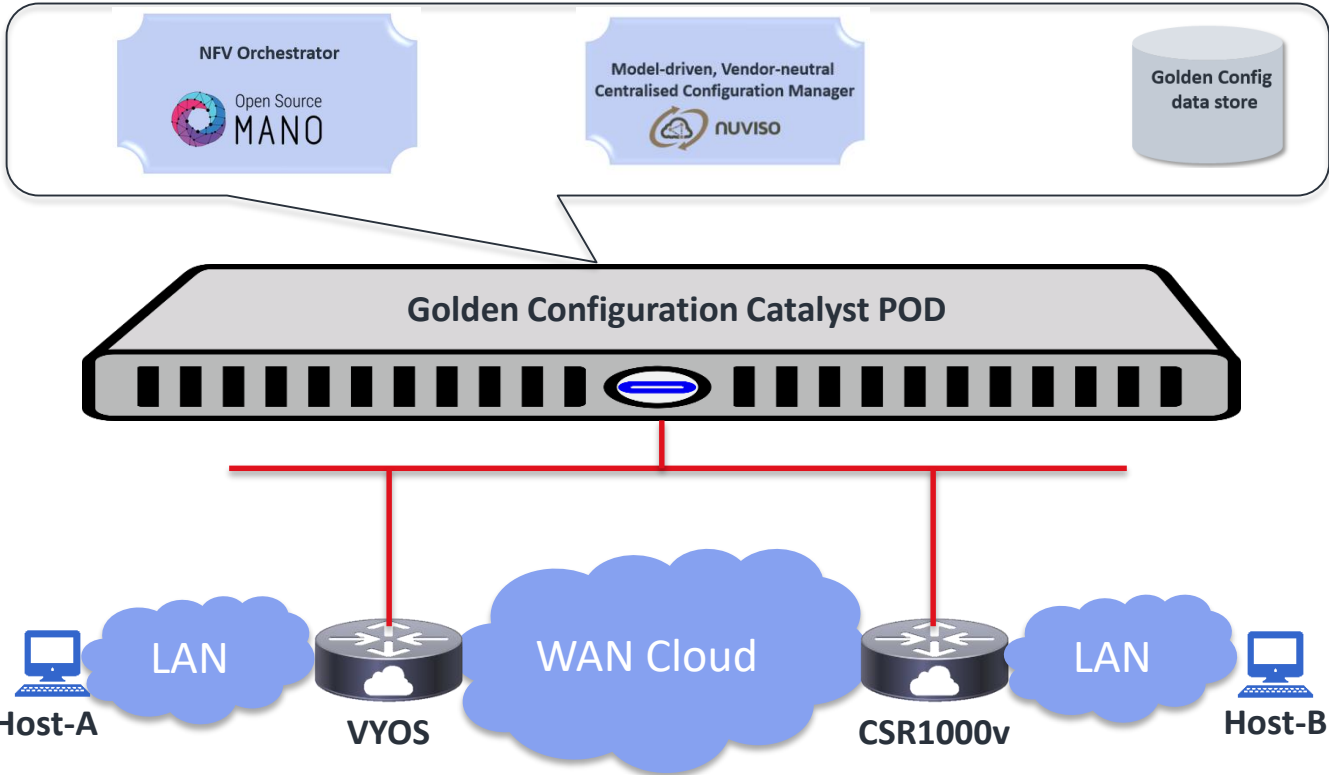 NFV Orchestrator
Open Source
MANO
Model-driven, Vendor-neutral
Centralised Configuration Manager
NUVISO
Golden Config
data store
Golden Configuration Catalyst POD
LAN
WAN Cloud
LAN
Host-A
VYOS
CSR1000v
Host-B